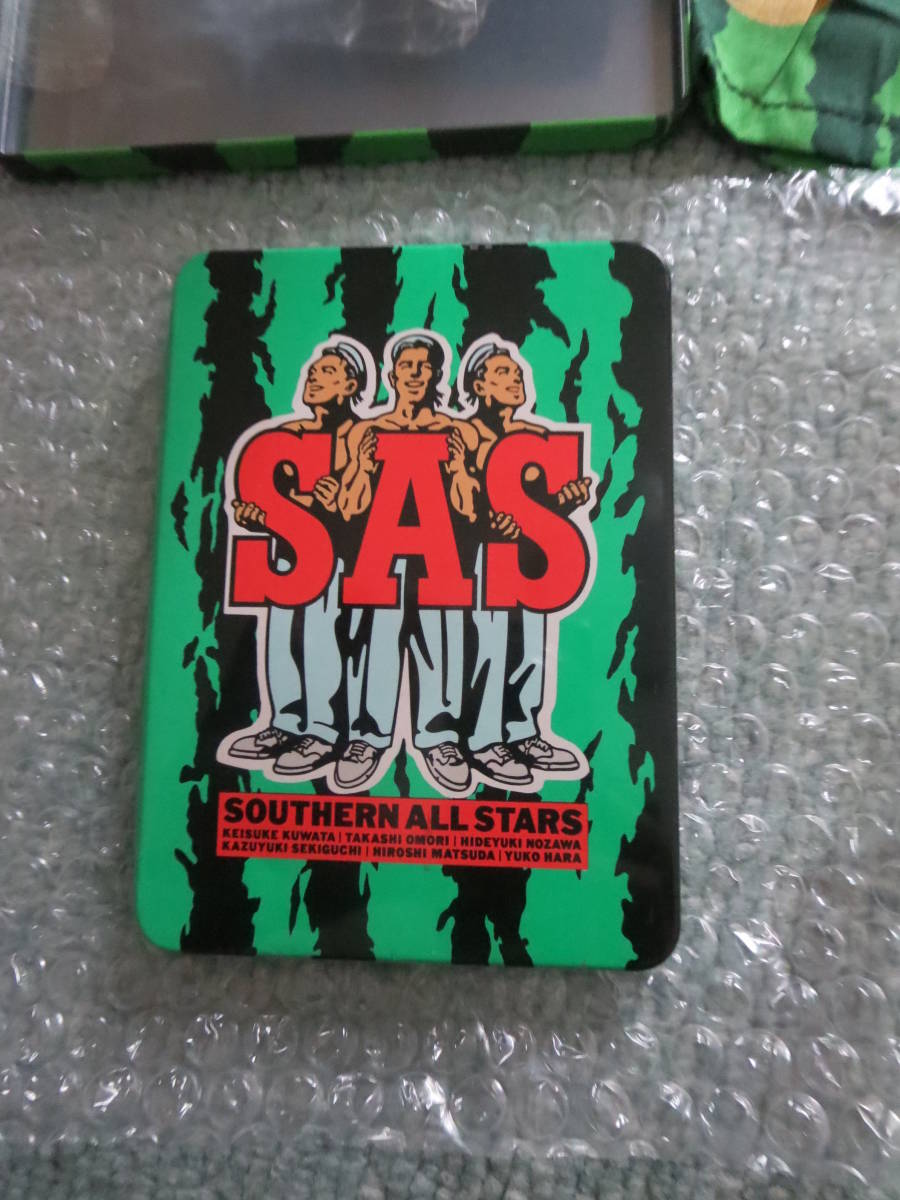 SAS
SOUTHERN ALL STARS
KEISUKE KUWATA | TAKASHI OMORI | HIDEYUKI NOZAWA
KAZUYUKI SEKIGUCHI | HIROSHI MATSUDA | YUKO HARA